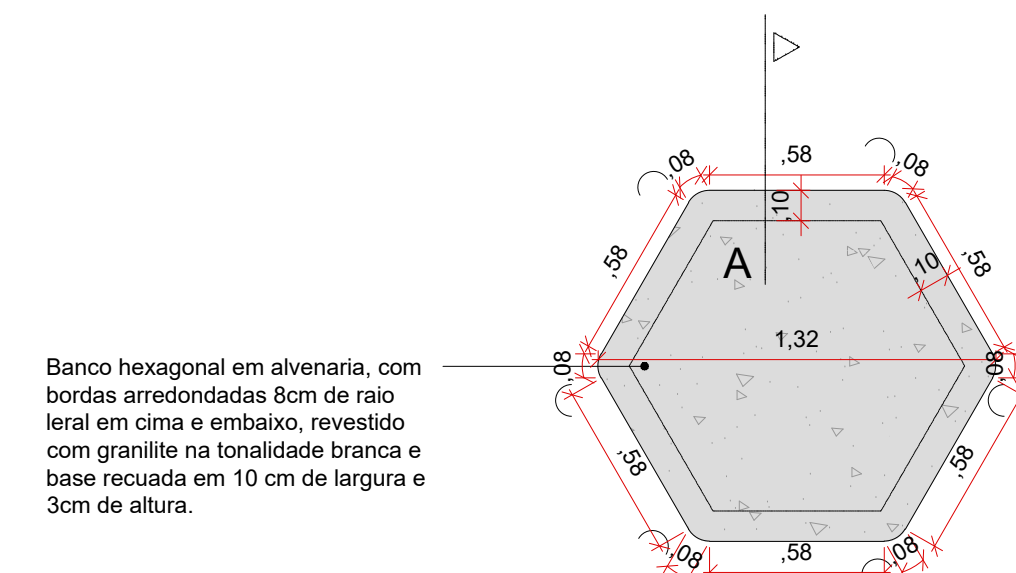 ,08
,58
,08
,10
,58
A
,10
,58
1,32
,08
,08
Banco hexagonal em alvenaria, com
bordas arredondadas 8cm de raio
leral em cima e embaixo, revestido
com granilite na tonalidade branca e
base recuada em 10 cm de largura e
3cm de altura.
,58
,58
,08
,58
,08